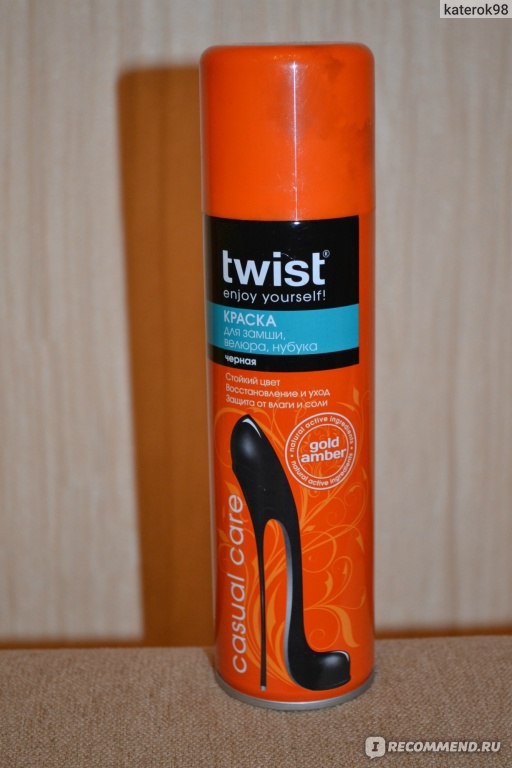 katerok98
twist®
enjoy yourself!
КРАСКА
для замши,
велюра, нубука
черная
Стойкий цвет
Восстановление и уход
Защита от влаги и соли
natural active ingredients
gold
amber
natural active ingredients
casual care
IRECOMMEND.RU